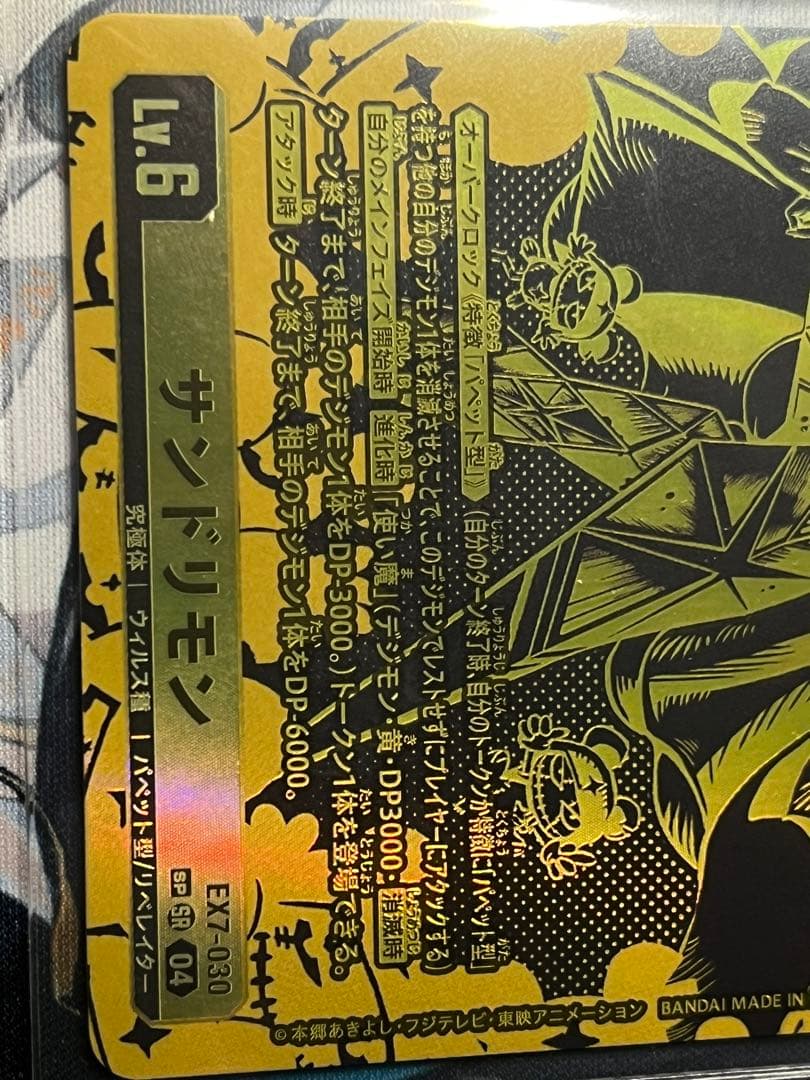 オーバークロック《特徴「パペット型」》(自分のターン終了時、自分のトークンか特徴に「パペット型」
を持つ他の自分のデジモン1体を消滅させることで、このデジモンでレストせずにプレイヤーにアタックする)
自分のメインフェイズ開始時 進化時 「使い魔」(デジモン・黄・DP3000・消滅時
ターン終了まで、相手のデジモン1体をDP-3000。)トークン1体を登場できる。
アタック時 ターン終了まで、相手のデジモン1体をDP-6000。
Lv.6
サンドリモン
EX7-030
究極体 | ウィルス種 | パペット型/リベレイター
SP SR 04
©本郷あきよし・フジテレビ・東映アニメーション BANDAI MADE IN